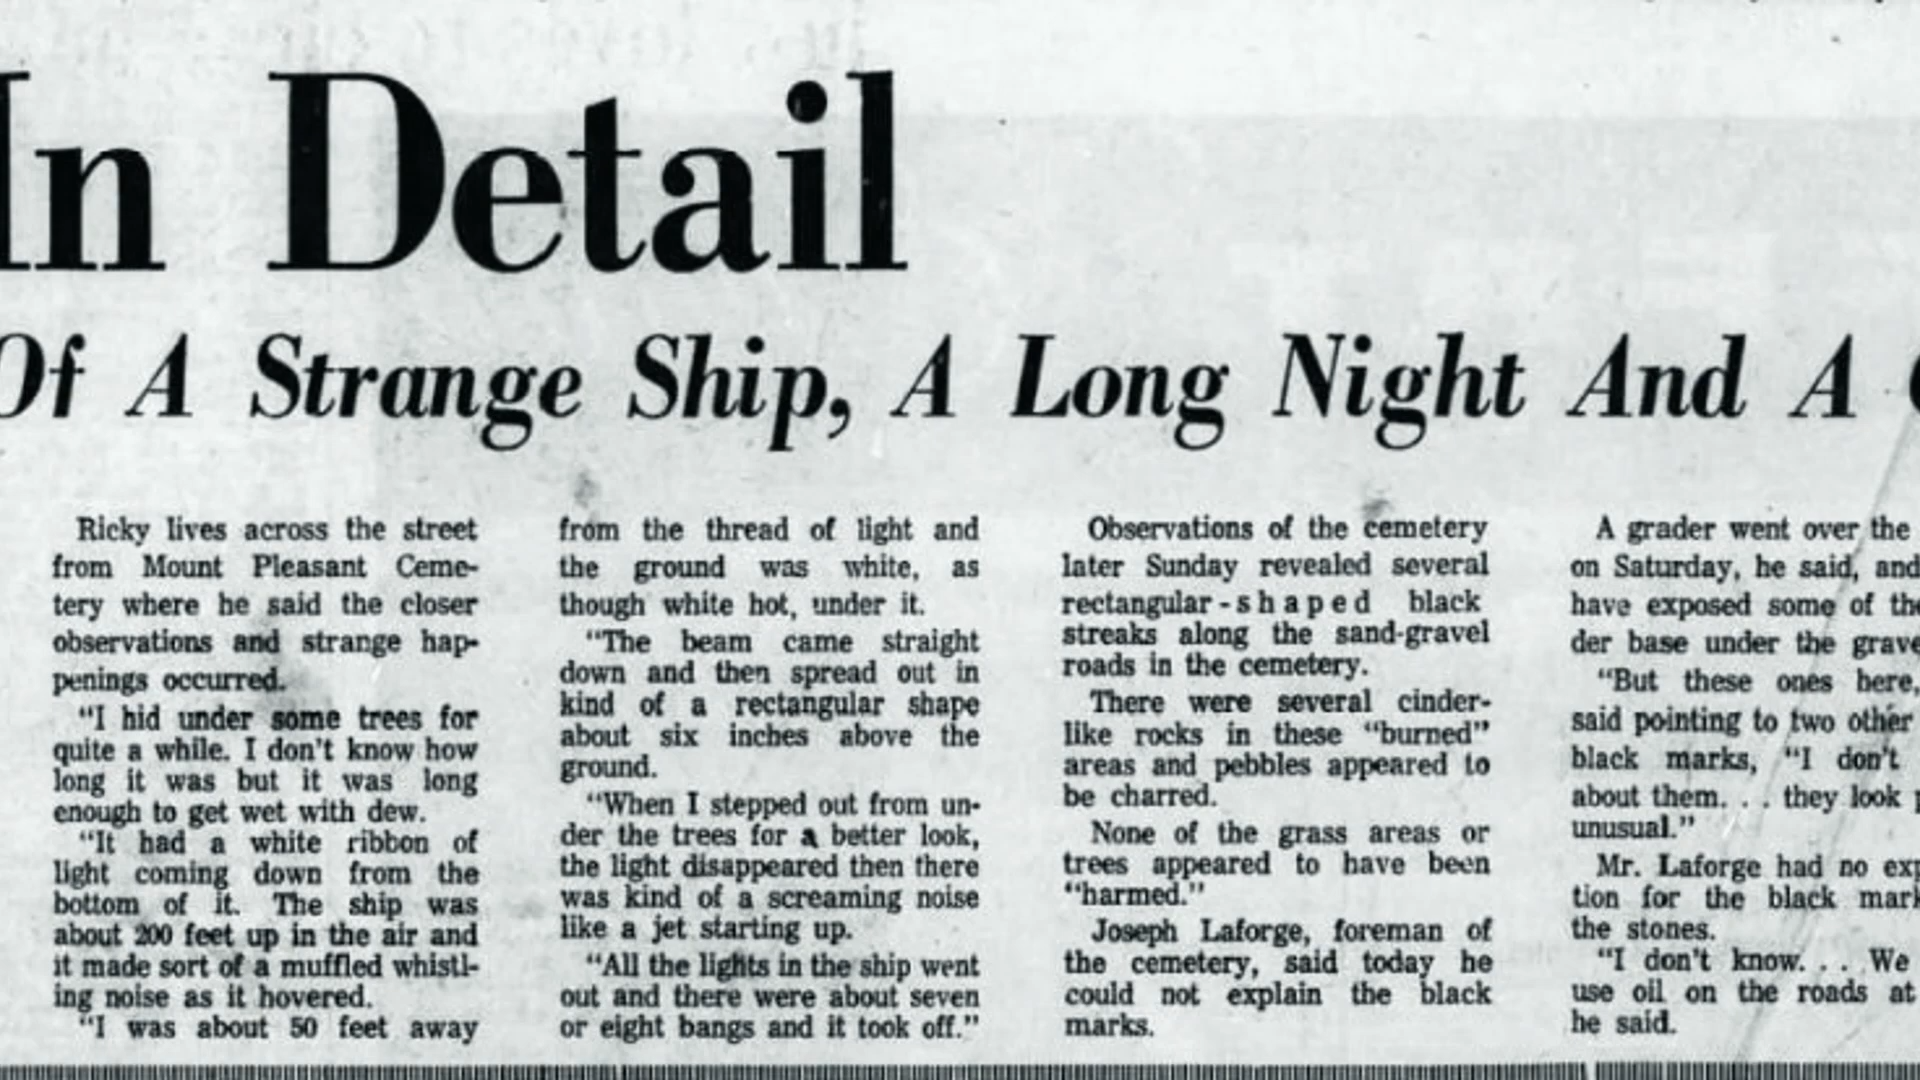 In Detail
Of A Strange Ship, A Long Night And A
Ricky lives across the street
from Mount Pleasant Ceme-
tery where he said the closer
observations and strange hap-
penings occurred.
"I hid under some trees for
quite a while. I don't know how
long it was but it was long
enough to get wet with dew.
"It had a white ribbon of
light coming down from the
bottom of it. The ship was
about 200 feet up in the air and
it made sort of a muffled whistl-
ing noise as it hovered.
"I was about 50 feet away
from the thread of light and
the ground was white, as
though white hot, under it.
"The beam came straight
down and then spread out in
kind of a rectangular shape
about six inches above the
ground.
"When I stepped out from un-
der the trees for a better look,
the light disappeared then there
was kind of a screaming noise
like a jet starting up.
"All the lights in the ship went
out and there were about seven
or eight bangs and it took off."
Observations of the cemetery
later Sunday revealed several
rectangular-shaped black
streaks along the sand-gravel
roads in the cemetery.
There were several cinder-
like rocks in these "burned"
areas and pebbles appeared to
be charred.
None of the grass areas or
trees appeared to have been
"harmed."
Joseph Laforge, foreman of
the cemetery, said today he
could not explain the black
marks.
A grader went over the
on Saturday, he said, and
have exposed some of the
der base under the grave
"But these ones here,
said pointing to two other
black marks, "I don't
about them. . . they look
unusual."
Mr. Laforge had no exp
tion for the black mark
the stones.
"I don't know. . . We
use oil on the roads at
he said.